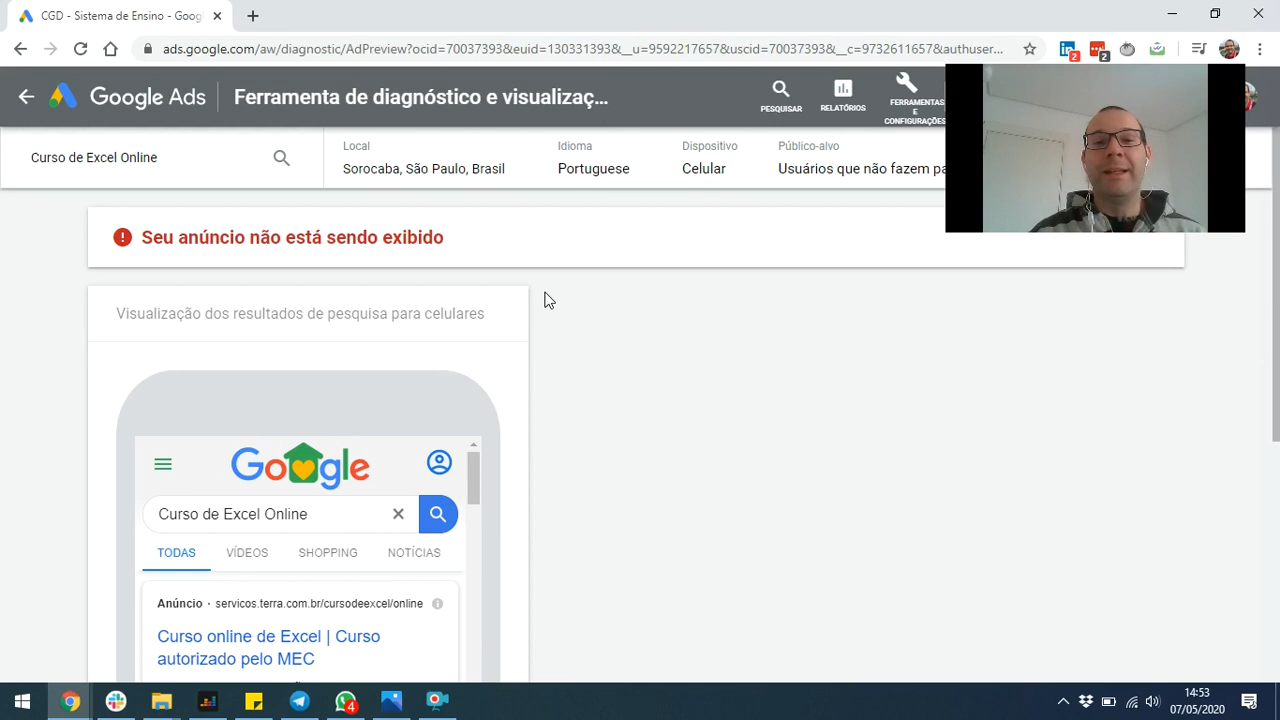 CGD - Sistema de Ensino - Goog
ads.google.com/aw/diagnostic/AdPreview?ocid=70037393&euid=130331393&__u=9592217657&uscid=70037393&__c=9732611657&authuser...
2
2
Google Ads
Ferramenta de diagnóstico e visualizaç...
PESQUISAR
RELATÓRIOS
FERRAMENTAS
E
CONFIGURAÇÕES
Curso de Excel Online
Local
Sorocaba, São Paulo, Brasil
Idioma
Portuguese
Dispositivo
Celular
Público-alvo
Usuários que não fazem pa
Seu anúncio não está sendo exibido
Visualização dos resultados de pesquisa para celulares
Google
Curso de Excel Online
TODAS
VÍDEOS
SHOPPING
NOTÍCIAS
Anúncio · servicos.terra.com.br/cursodeexcel/online
Curso online de Excel | Curso
autorizado pelo MEC
4
14:53
07/05/2020